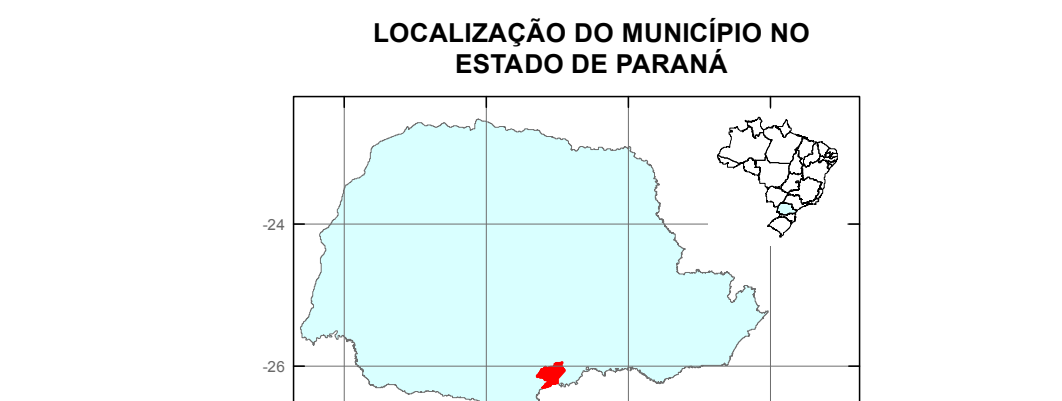 LOCALIZAÇÃO DO MUNICÍPIO NO
ESTADO DE PARANÁ
-24
-26